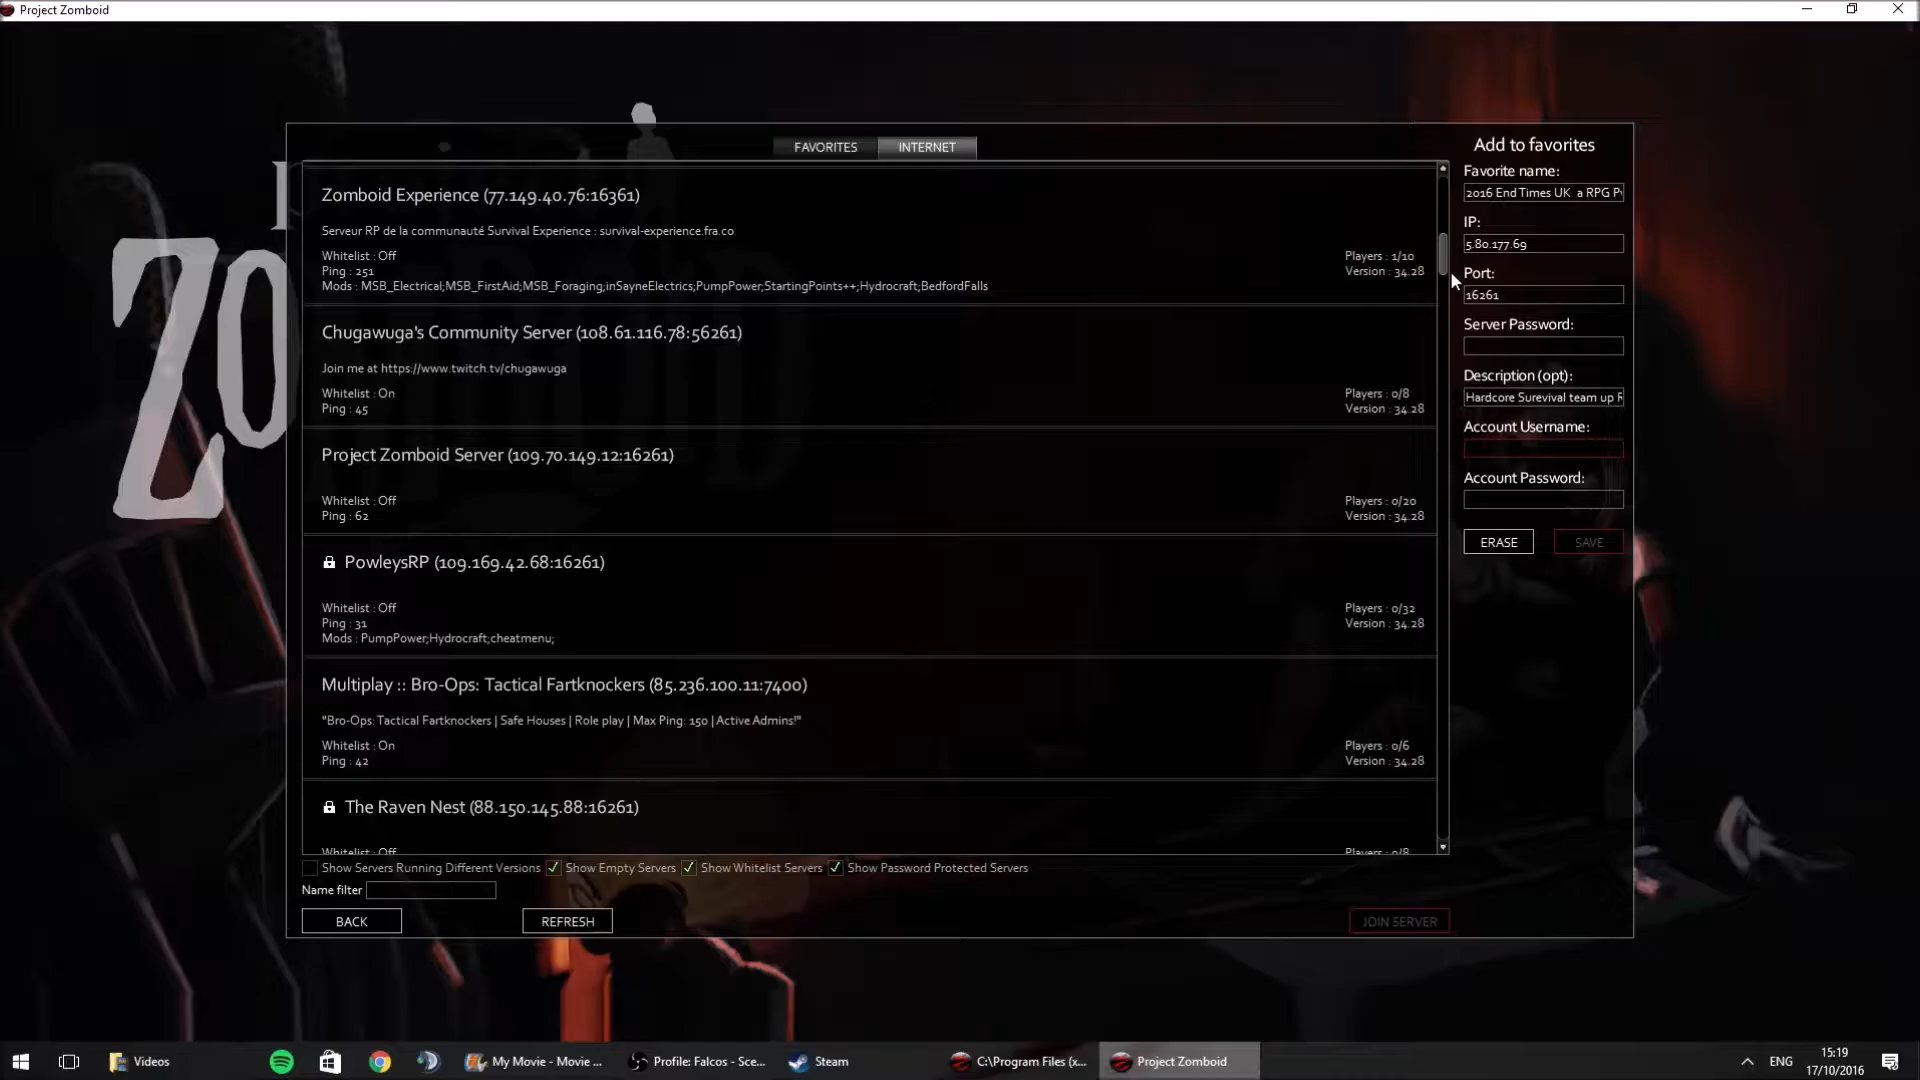 Project Zomboid
FAVORITES
INTERNET
Zomboid Experience (77.149.40.76:16361)
Serveur RP de la communauté Survival Experience : survival-experience.fra.co
Whitelist : Off
Ping : 251
Mods : MSB_Electrical;MSB_FirstAid;MSB_Foraging;inSayneElectrics;PumpPower;StartingPoints++;Hydrocraft;BedfordFalls
Players : 1/10
Version : 34.28
Chugawuga's Community Server (108.61.116.78:56261)
Join me at https://www.twitch.tv/chugawuga
Whitelist : On
Ping : 45
Players : 0/8
Version : 34.28
Project Zomboid Server (109.70.149.12:16261)
Whitelist : Off
Ping : 62
Players : 0/20
Version : 34.28
PowleysRP (109.169.42.68:16261)
Whitelist : Off
Ping : 31
Mods : PumpPower;Hydrocraft;cheatmenu;
Players : 0/32
Version : 34.28
Multiplay :: Bro-Ops: Tactical Fartknockers (85.236.100.11:7400)
"Bro-Ops: Tactical Fartknockers | Safe Houses | Role play | Max Ping: 150 | Active Admins!"
Whitelist : On
Ping : 42
Players : 0/6
Version : 34.28
The Raven Nest (88.150.145.88:16261)
Whitelist : Off
Players : 0/8
Show Servers Running Different Versions
Show Empty Servers
Show Whitelist Servers
Show Password Protected Servers
Name filter
BACK
REFRESH
JOIN SERVER
Add to favorites
Favorite name:
2016 End Times UK a RPG P
IP:
5.80.177.69
Port:
16261
Server Password:
Description (opt):
Hardcore Surevival team up R
Account Username:
Account Password:
ERASE
SAVE
ZO
Videos
My Movie - Movie ...
Profile: Falcos - Sce...
Steam
C:\Program Files (x...
Project Zomboid
ENG
15:19
17/10/2016